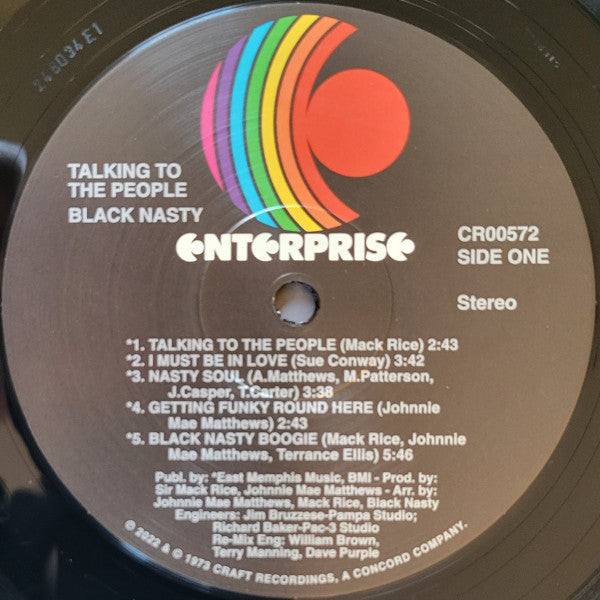 248034E1
TALKING TO
THE PEOPLE
BLACK NASTY
ENTERPRISE
CR00572
SIDE ONE
Stereo
*1. TALKING TO THE PEOPLE (Mack Rice) 2:43
*2. I MUST BE IN LOVE (Sue Conway) 3:42
*3. NASTY SOUL (A.Matthews, M.Patterson,
J.Casper, T.Carter) 3:38
*4. GETTING FUNKY ROUND HERE (Johnnie
Mae Matthews) 2:43
*5. BLACK NASTY BOOGIE (Mack Rice, Johnnie
Mae Matthews, Terrance Ellis) 5:46
Publ. by: *East Memphis Music, BMI - Prod. by:
Sir Mack Rice, Johnnie Mae Matthews - Arr. by:
Johnnie Mae Matthews, Mack Rice, Black Nasty
Engineers: Jim Bruzzese-Pampa Studio;
Richard Baker-Pac-3 Studio
Re-Mix Eng: William Brown,
Terry Manning, Dave Purple
© 2022 & ℗ 1973 CRAFT RECORDINGS, A CONCORD COMPANY.